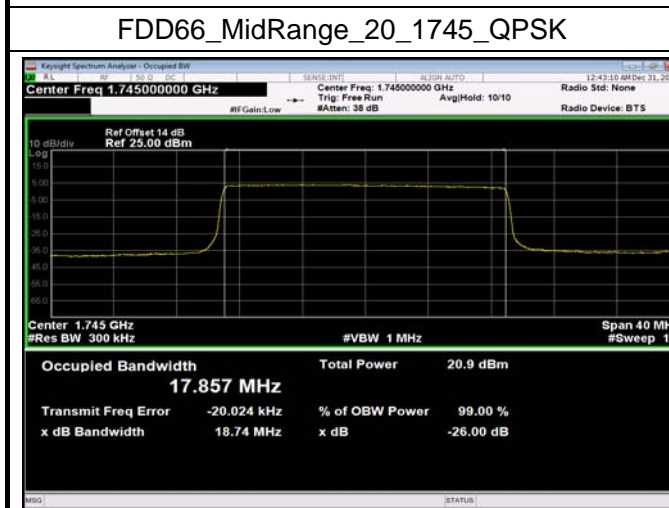 FDD66_MidRange_20_1745_QPSK
Keysight Spectrum Analyzer - Occupied BW
RL RF 50 Ω DC SENSE:INT ALIGN AUTO 12:43:10 AM Dec 31, 20
Center Freq 1.745000000 GHz Center Freq: 1.745000000 GHz Radio Std: None
Trig: Free Run Avg|Hold: 10/10
#IFGain:Low #Atten: 38 dB Radio Device: BTS
Ref Offset 14 dB
10 dB/div Ref 25.00 dBm
Log
15.0
5.00
-5.00
-15.0
-25.0
-35.0
-45.0
-55.0
-65.0
Center 1.745 GHz Span 40 MH
#Res BW 300 kHz #VBW 1 MHz #Sweep 1
Occupied Bandwidth Total Power 20.9 dBm
17.857 MHz
Transmit Freq Error -20.024 kHz % of OBW Power 99.00 %
x dB Bandwidth 18.74 MHz x dB -26.00 dB
MSG STATUS